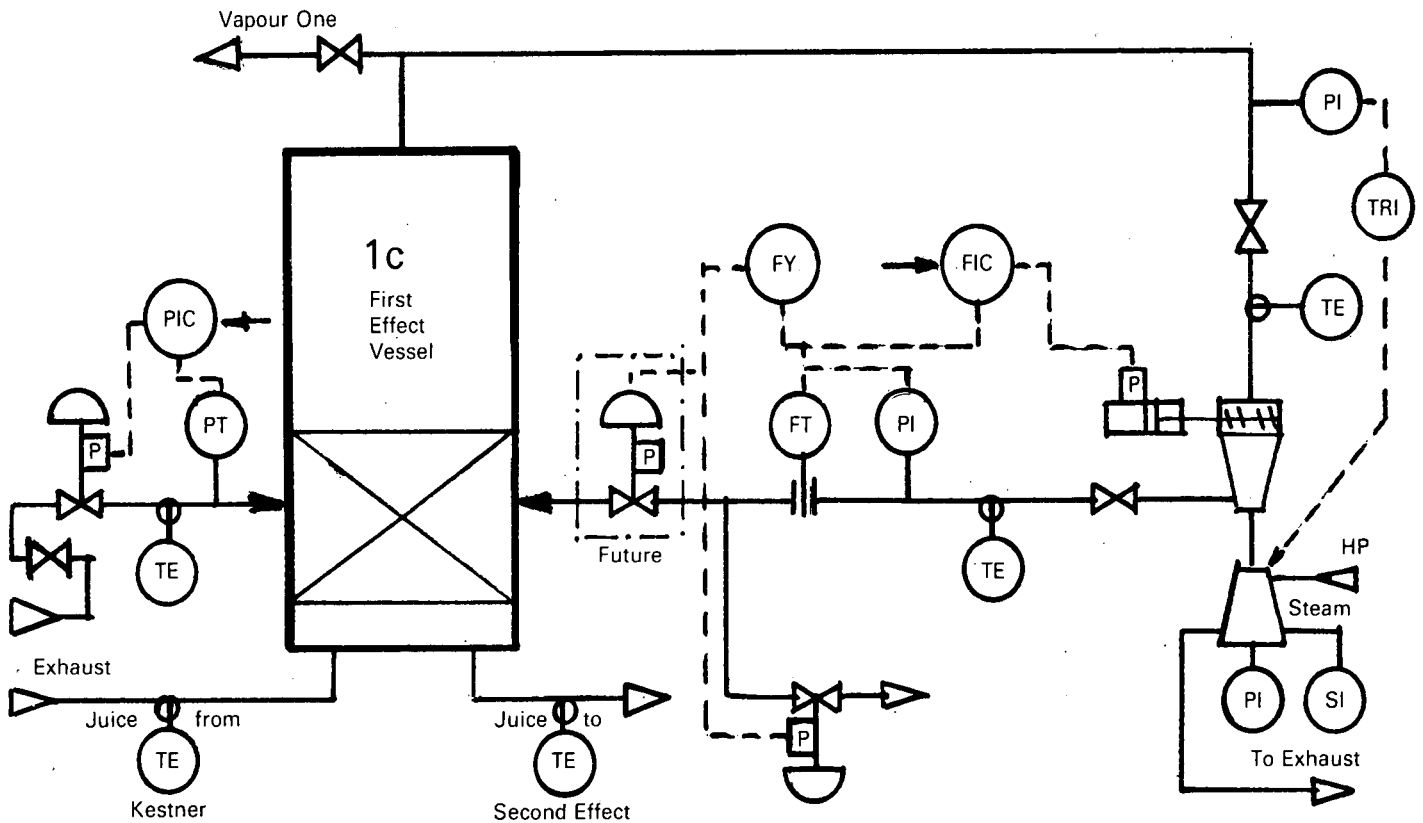 Vapour One
PI
TRI
1c
First
Effect
Vessel
FY
FIC
PIC
TE
P
PT
P
FT
PI
P
TE
Future
TE
HP
Steam
Exhaust
PI
SI
Juice from
Juice to
P
TE
TE
To Exhaust
Kestner
Second Effect